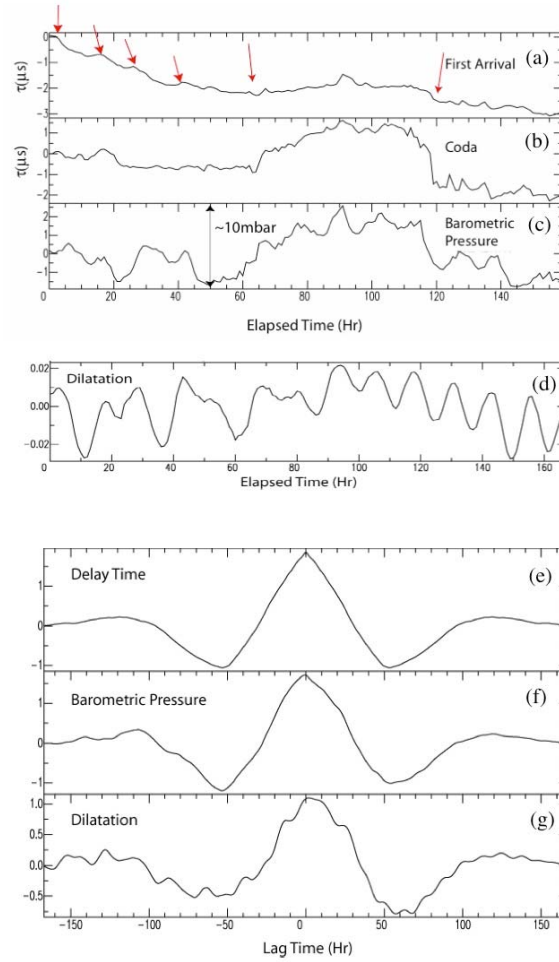 (a)
First Arrival
τ(μs)
0
-1
-2
-3
(b)
Coda
τ(μs)
1
0
-1
-2
(c)
~10mbar
Barometric
Pressure
2
1
0
-1
0 20 40 60 80 100 120 140
Elapsed Time (Hr)
(d)
Dilatation
0.02
0.00
-0.02
0 20 40 60 80 100 120 140 160
Elapsed Time (Hr)
(e)
Delay Time
1
0
-1
(f)
Barometric Pressure
1
0
-1
(g)
Dilatation
1.0
0.5
0.0
-0.5
-150 -100 -50 0 50 100 150
Lag Time (Hr)